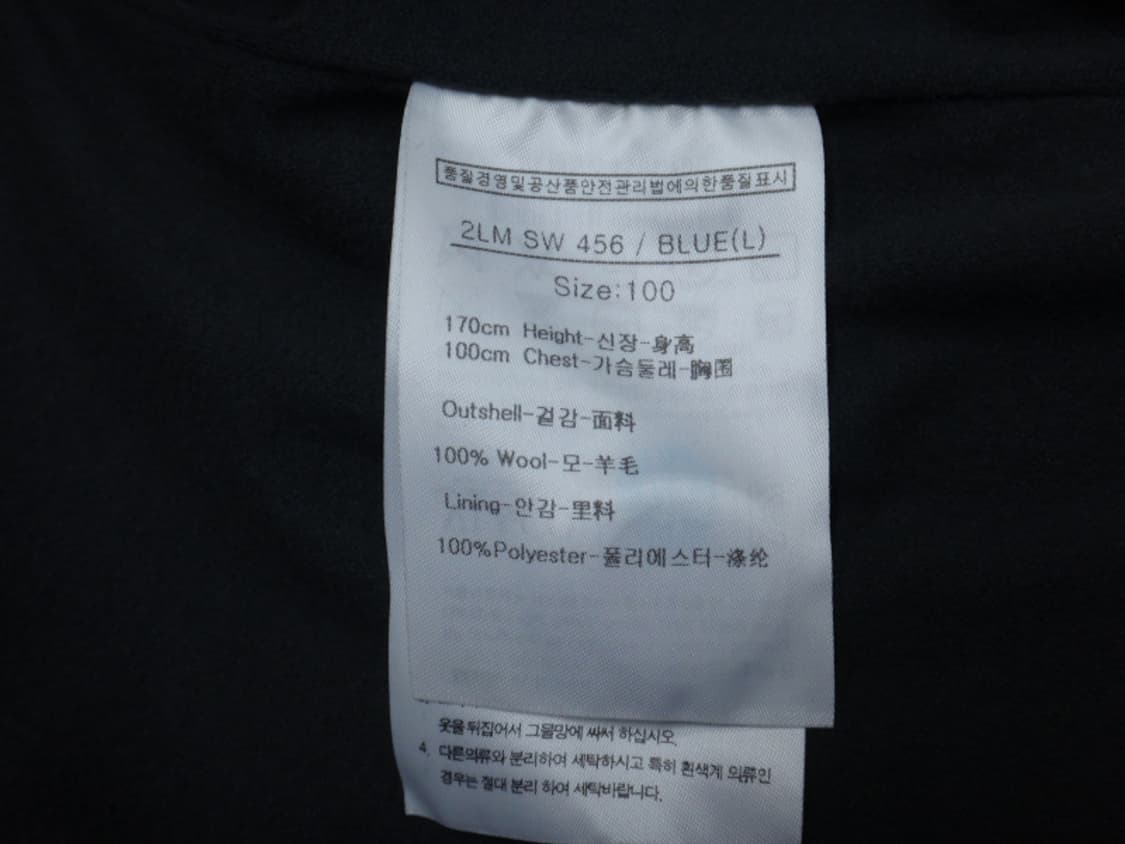 품질경영및공산품안전관리법에의한품질표시
2LM SW 456 / BLUE(L)
Size:100
170cm Height-신장-身高
100cm Chest-가슴둘레-胸围
Outshell-겉감-面料
100% Wool-모-羊毛
Lining-안감-里料
100%Polyester-폴리에스터-涤纶
옷을 뒤집어서 그물망에 싸서 하십시오.
4. 다른의류와 분리하여 세탁하시고 특히 흰색계 의류인
경우는 절대 분리 하여 세탁바랍니다.